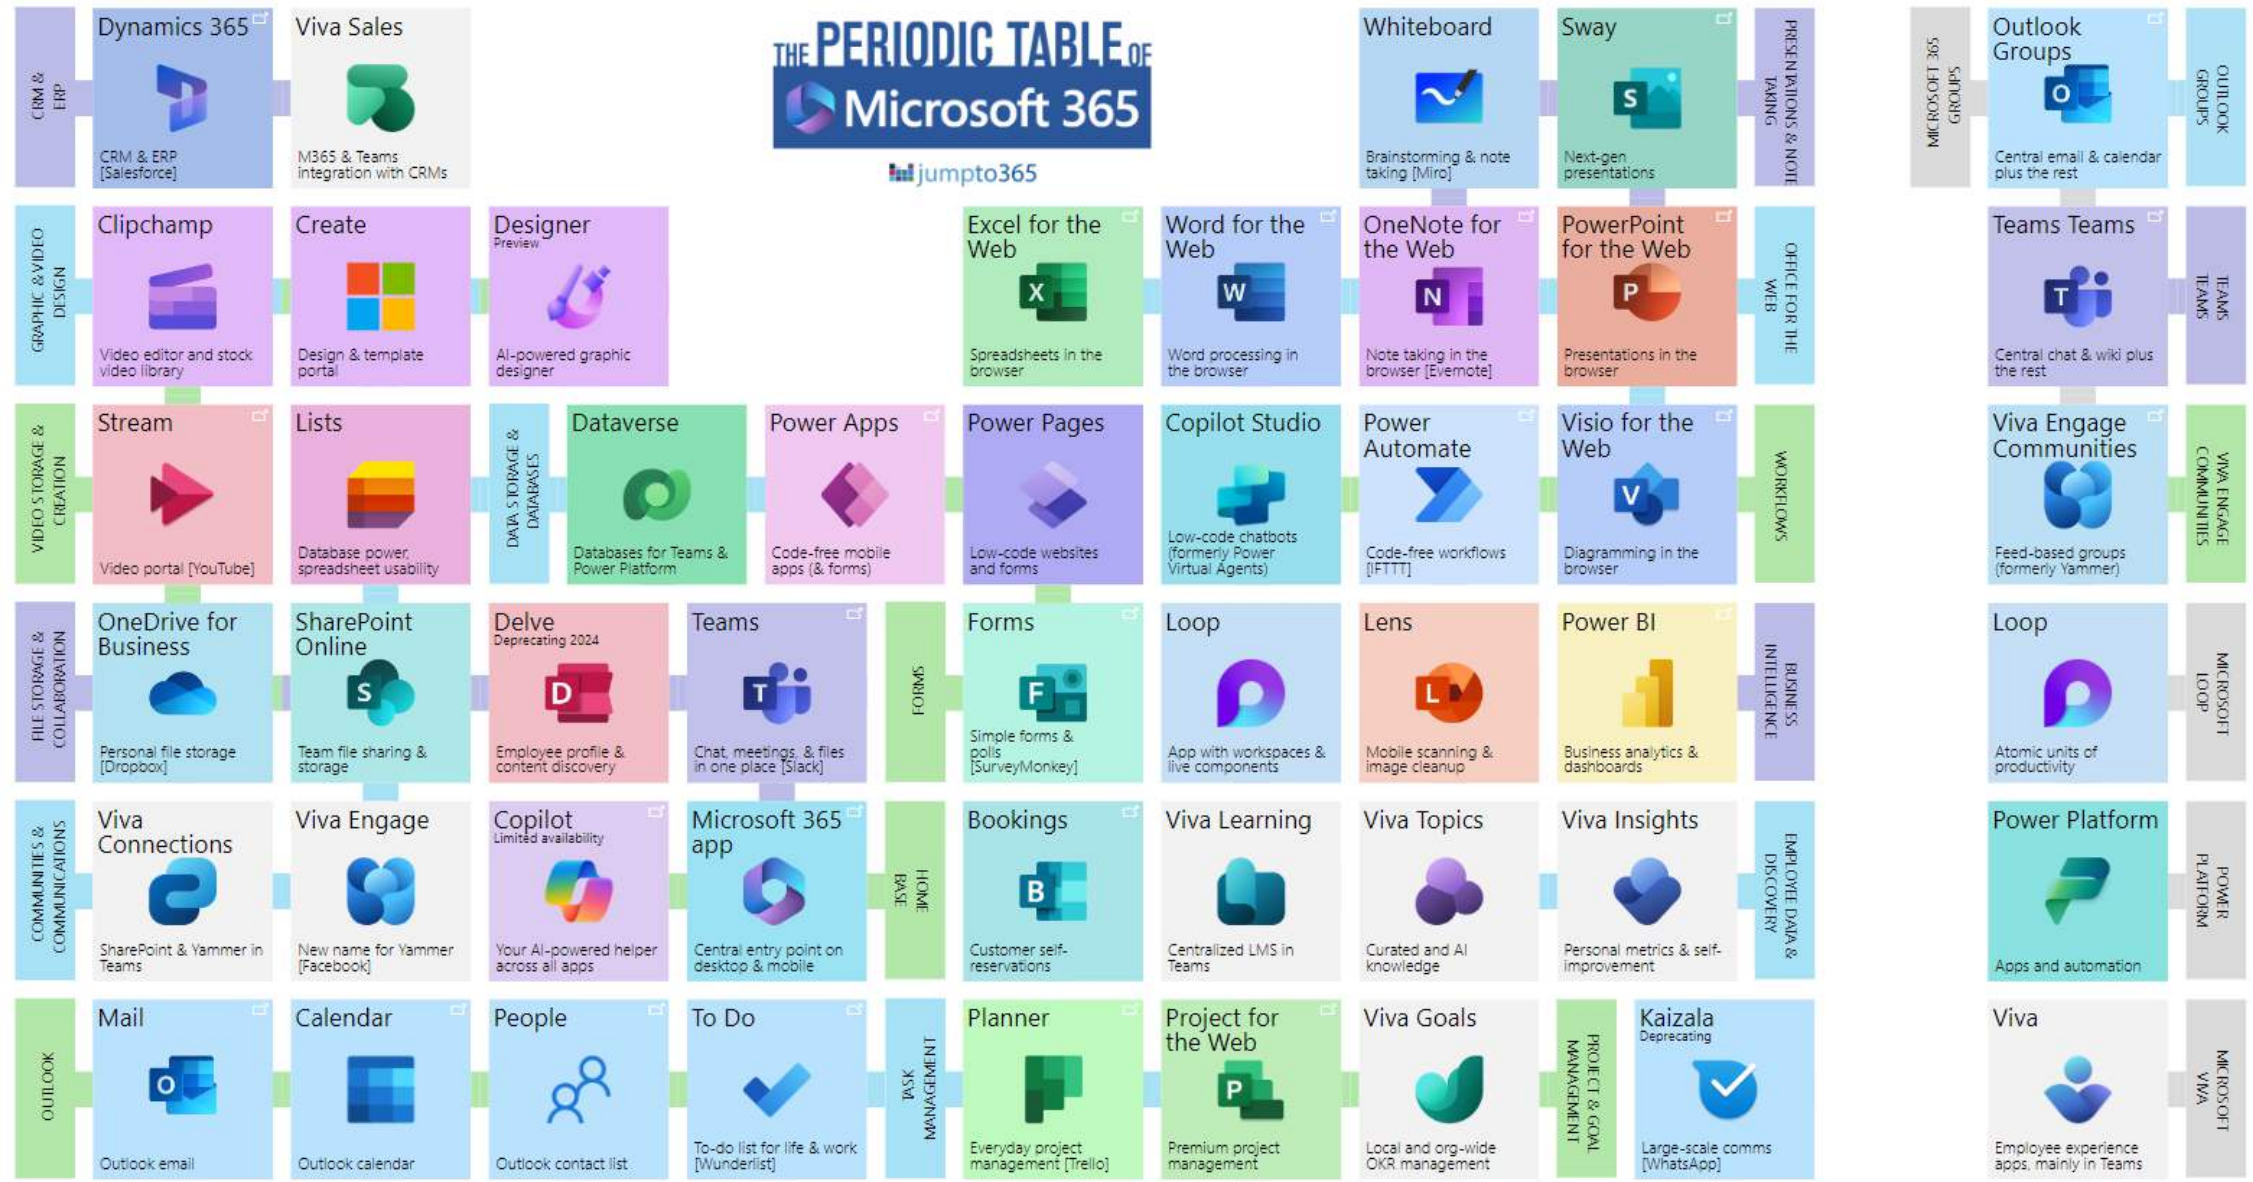 CRM &
ERP
Dynamics 365
CRM & ERP
[Salesforce]
Viva Sales
M365 & Teams
integration with CRMs
THE PERIODIC TABLE OF
Microsoft 365
jumpto365
Whiteboard
Brainstorming & note
taking [Miro]
Sway
S
Next-gen
presentations
PRESENTATIONS & NOTE
TAKING
MICROSOFT 365
GROUPS
Outlook
Groups
O
Central email & calendar
plus the rest
OUTLOOK
GROUPS
GRAPHIC & VIDEO
DESIGN
Clipchamp
Video editor and stock
video library
Create
Design & template
portal
Designer
Preview
AI-powered graphic
designer
Excel for the
Web
X
Spreadsheets in the
browser
Word for the
Web
W
Word processing in
the browser
OneNote for
the Web
N
Note taking in the
browser [Evernote]
PowerPoint
for the Web
P
Presentations in the
browser
OFFICE FOR THE
WEB
Teams Teams
T
Central chat & wiki plus
the rest
TEAMS
TEAMS
VIDEO STORAGE &
CREATION
Stream
Video portal [YouTube]
Lists
Database power,
spreadsheet usability
DATA STORAGE &
DATABASES
Dataverse
Databases for Teams &
Power Platform
Power Apps
Code-free mobile
apps (& forms)
Power Pages
Low-code websites
and forms
Copilot Studio
Low-code chatbots
(formerly Power
Virtual Agents)
Power
Automate
Code-free workflows
[IFTTT]
Visio for the
Web
V
Diagramming in the
browser
WORKFLOWS
Viva Engage
Communities
Feed-based groups
(formerly Yammer)
VIVA ENGAGE
COMMUNITIES
FILE STORAGE &
COLLABORATION
OneDrive for
Business
Personal file storage
[Dropbox]
SharePoint
Online
S
Team file sharing &
storage
Delve
Deprecating 2024
D
Employee profile &
content discovery
Teams
T
Chat, meetings, & files
in one place [Slack]
FORMS
Forms
F
Simple forms &
polls
[SurveyMonkey]
Loop
App with workspaces &
live components
Lens
L
Mobile scanning &
image cleanup
Power BI
Business analytics &
dashboards
BUSINESS
INTELLIGENCE
Loop
Atomic units of
productivity
MICROSOFT
LOOP
COMMUNITIES &
COMMUNICATIONS
Viva
Connections
SharePoint & Yammer in
Teams
Viva Engage
New name for Yammer
[Facebook]
Copilot
Limited availability
Your AI-powered helper
across all apps
Microsoft 365
app
Central entry point on
desktop & mobile
HOME
BASE
Bookings
B
Customer self-
reservations
Viva Learning
Centralized LMS in
Teams
Viva Topics
Curated and AI
knowledge
Viva Insights
Personal metrics & self-
improvement
EMPLOYEE DATA &
DISCOVERY
Power Platform
Apps and automation
POWER
PLATFORM
OUTLOOK
Mail
O
Outlook email
Calendar
Outlook calendar
People
Outlook contact list
To Do
To-do list for life & work
[Wunderlist]
TASK
MANAGEMENT
Planner
Everyday project
management [Trello]
Project for
the Web
P
Premium project
management
Viva Goals
Local and org-wide
OKR management
PROJECT & GOAL
MANAGEMENT
Kaizala
Deprecating
Large-scale comms
[WhatsApp]
Viva
Employee experience
apps, mainly in Teams
MICROSOFT
VIVA